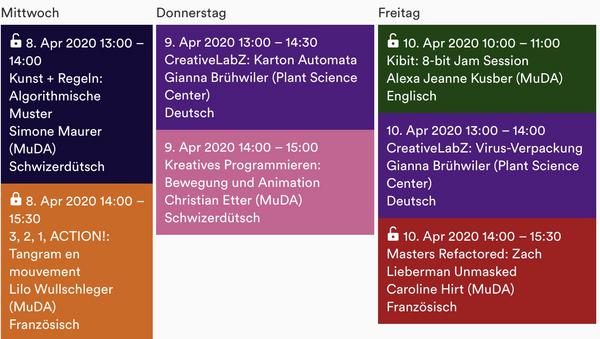 Mittwoch
8. Apr 2020 13:00 –
14:00
Kunst + Regeln:
Algorithmische
Muster
Simone Maurer
(MuDA)
Schwizerdütsch
8. Apr 2020 14:00 –
15:30
3, 2, 1, ACTION!:
Tangram en
mouvement
Lilo Wullschleger
(MuDA)
Französisch
Donnerstag
9. Apr 2020 13:00 – 14:30
CreativeLabZ: Karton Automata
Gianna Brühwiler (Plant Science
Center)
Deutsch
9. Apr 2020 14:00 – 15:00
Kreatives Programmieren:
Bewegung und Animation
Christian Etter (MuDA)
Schwizerdütsch
Freitag
10. Apr 2020 10:00 – 11:00
Kibit: 8-bit Jam Session
Alexa Jeanne Kusber (MuDA)
Englisch
10. Apr 2020 13:00 – 14:00
CreativeLabZ: Virus-Verpackung
Gianna Brühwiler (Plant Science
Center)
Deutsch
10. Apr 2020 14:00 – 15:30
Masters Refactored: Zach
Lieberman Unmasked
Caroline Hirt (MuDA)
Französisch